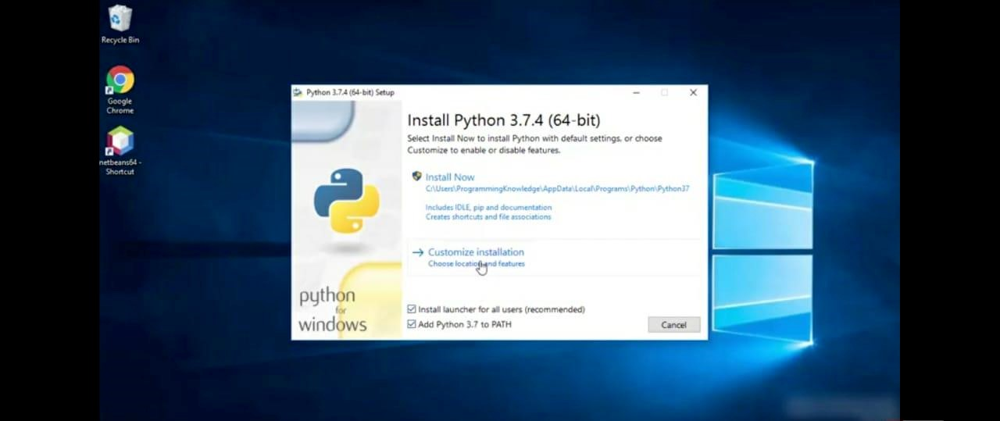 Recycle Bin
Google
Chrome
netbeans64 -
Shortcut
Python 3.7.4 (64-bit) Setup
Install Python 3.7.4 (64-bit)
Select Install Now to install Python with default settings, or choose
Customize to enable or disable features.
Install Now
C:\Users\ProgrammingKnowledge\AppData\Local\Programs\Python\Python37
Includes IDLE, pip and documentation
Creates shortcuts and file associations
Customize installation
Choose location and features
python
for
windows
Install launcher for all users (recommended)
Add Python 3.7 to PATH
Cancel